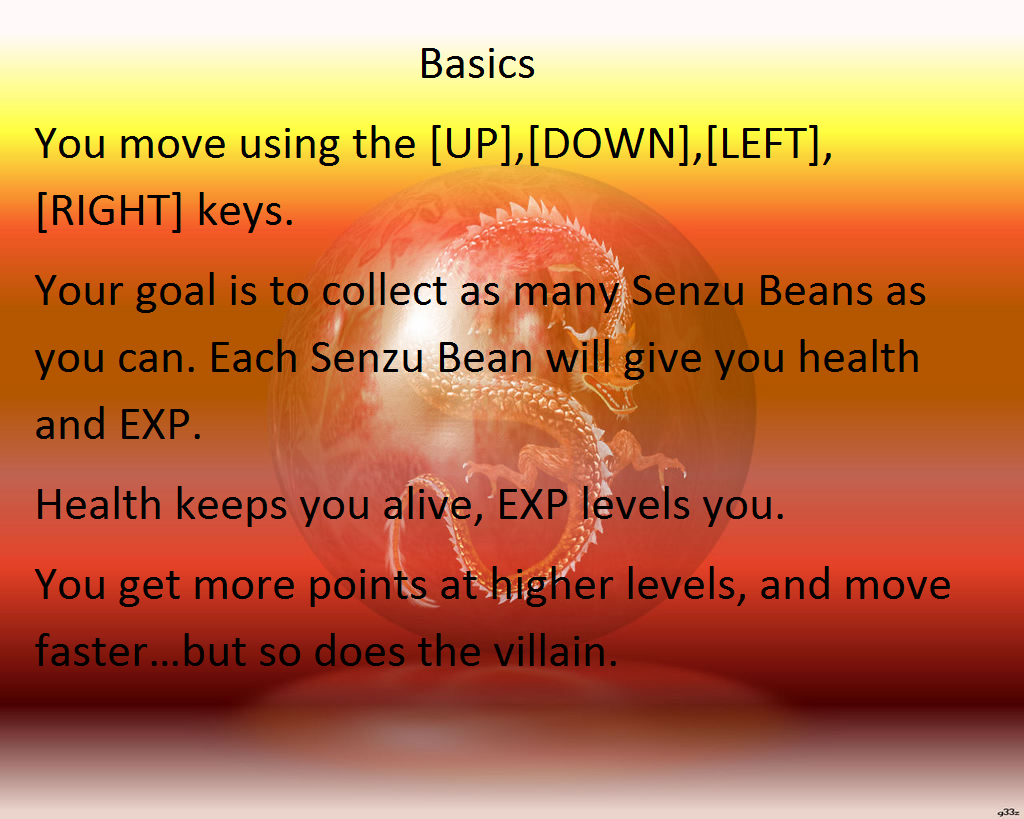 Basics
You move using the [UP],[DOWN],[LEFT],
[RIGHT] keys.
Your goal is to collect as many Senzu Beans as
you can. Each Senzu Bean will give you health
and EXP.
Health keeps you alive, EXP levels you.
You get more points at higher levels, and move
faster…but so does the villain.
g33z